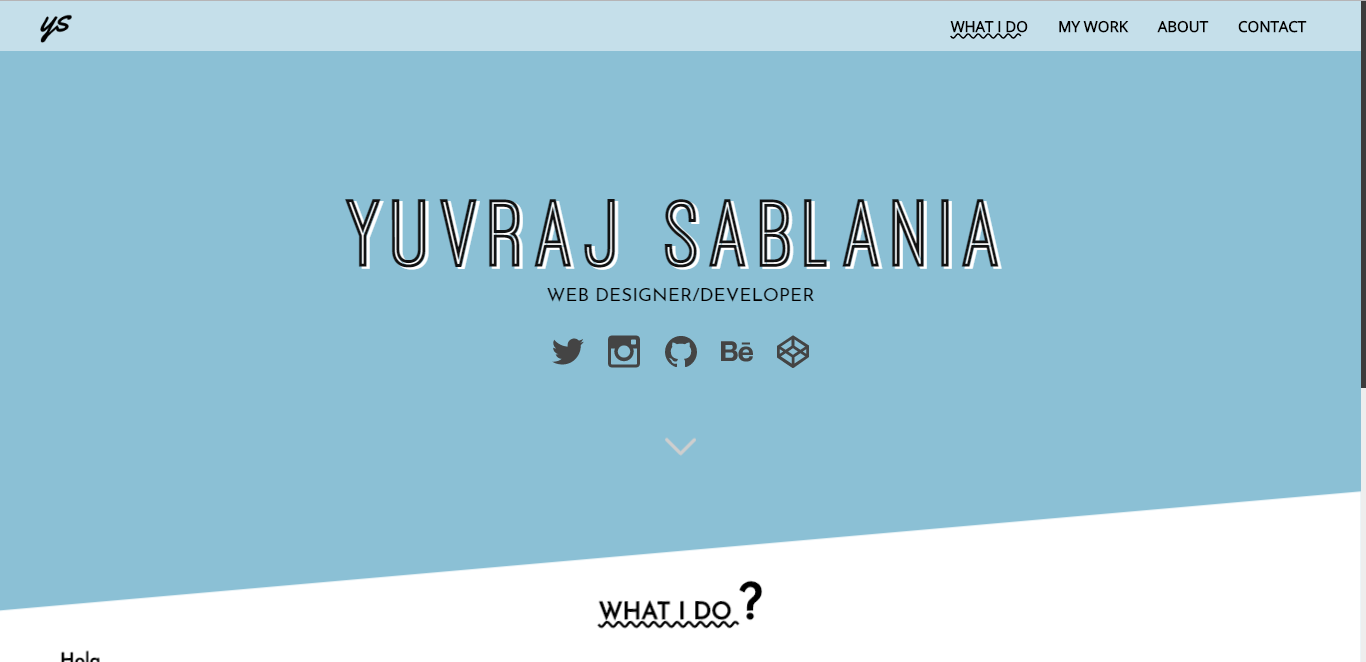 ys
WHAT I DO MY WORK ABOUT CONTACT
YUVRAJ SABLANIA
WEB DESIGNER/DEVELOPER
Bē
WHAT I DO ?
Hola